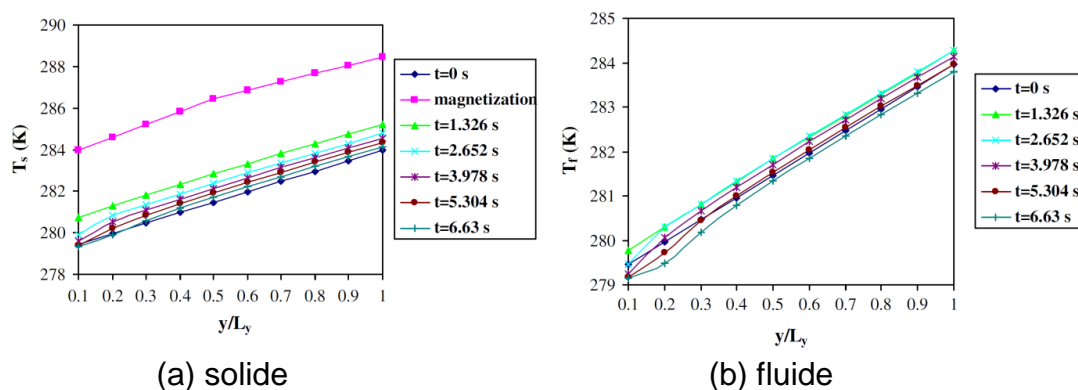 290
288
286
284
282
280
278
Tₛ (K)
0.1 0.2 0.3 0.4 0.5 0.6 0.7 0.8 0.9 1
y/Lᵧ
t=0 s
magnetization
t=1.326 s
t=2.652 s
t=3.978 s
t=5.304 s
t=6.63 s
(a) solide
285
284
283
282
281
280
279
T_f (K)
0.1 0.2 0.3 0.4 0.5 0.6 0.7 0.8 0.9 1
y/Lᵧ
t=0 s
t=1.326 s
t=2.652 s
t=3.978 s
t=5.304 s
t=6.63 s
(b) fluide